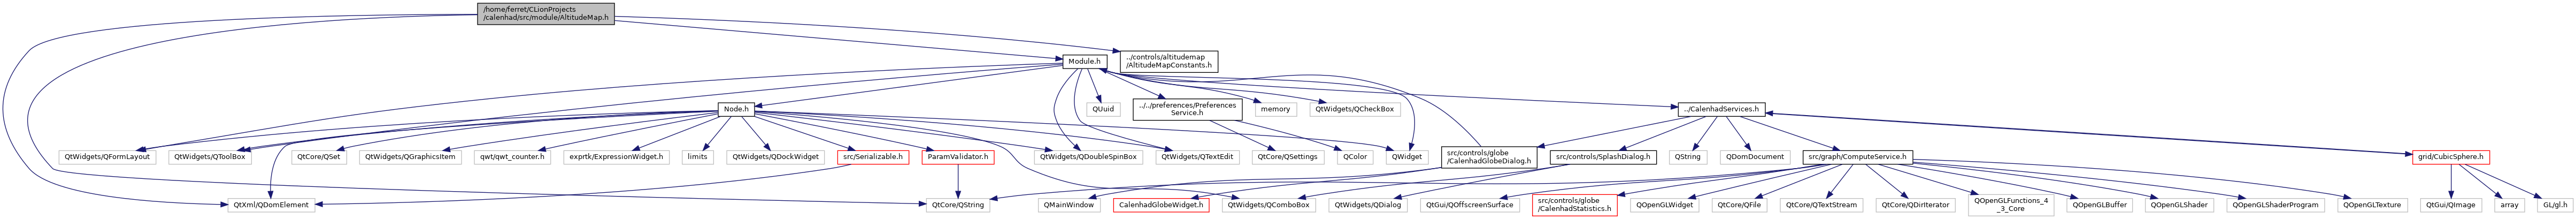 /home/ferret/CLionProjects
/calenhad/src/module/AltitudeMap.h
../controls/altitudemap
/AltitudeMapConstants.h
Module.h
Node.h
QUuid
../../preferences/Preferences
Service.h
memory
QtWidgets/QCheckBox
../CalenhadServices.h
QtWidgets/QFormLayout
QtWidgets/QToolBox
QtCore/QSet
QtWidgets/QGraphicsItem
qwt/qwt_counter.h
exprtk/ExpressionWidget.h
limits
QtWidgets/QDockWidget
src/Serializable.h
ParamValidator.h
QtWidgets/QDoubleSpinBox
QtWidgets/QTextEdit
QtCore/QSettings
QColor
QWidget
src/controls/globe
/CalenhadGlobeDialog.h
src/controls/SplashDialog.h
QString
QDomDocument
src/graph/ComputeService.h
grid/CubicSphere.h
QtXml/QDomElement
QtCore/QString
QMainWindow
CalenhadGlobeWidget.h
QtWidgets/QComboBox
QtWidgets/QDialog
QtGui/QOffscreenSurface
src/controls/globe
/CalenhadStatistics.h
QOpenGLWidget
QtCore/QFile
QtCore/QTextStream
QtCore/QDirIterator
QOpenGLFunctions_4
_3_Core
QOpenGLBuffer
QOpenGLShader
QOpenGLShaderProgram
QOpenGLTexture
QtGui/QImage
array
GL/gl.h